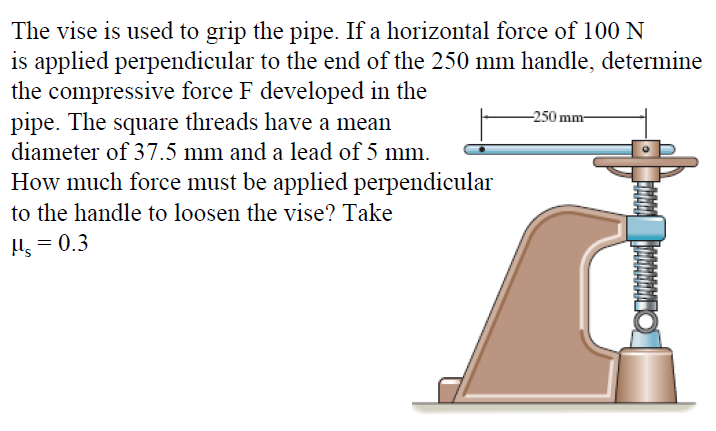 The vise is used to grip the pipe. If a horizontal force of 100 N
is applied perpendicular to the end of the 250 mm handle, determine
the compressive force F developed in the
pipe. The square threads have a mean
diameter of 37.5 mm and a lead of 5 mm.
How much force must be applied perpendicular
to the handle to loosen the vise? Take
μs = 0.3
250 mm